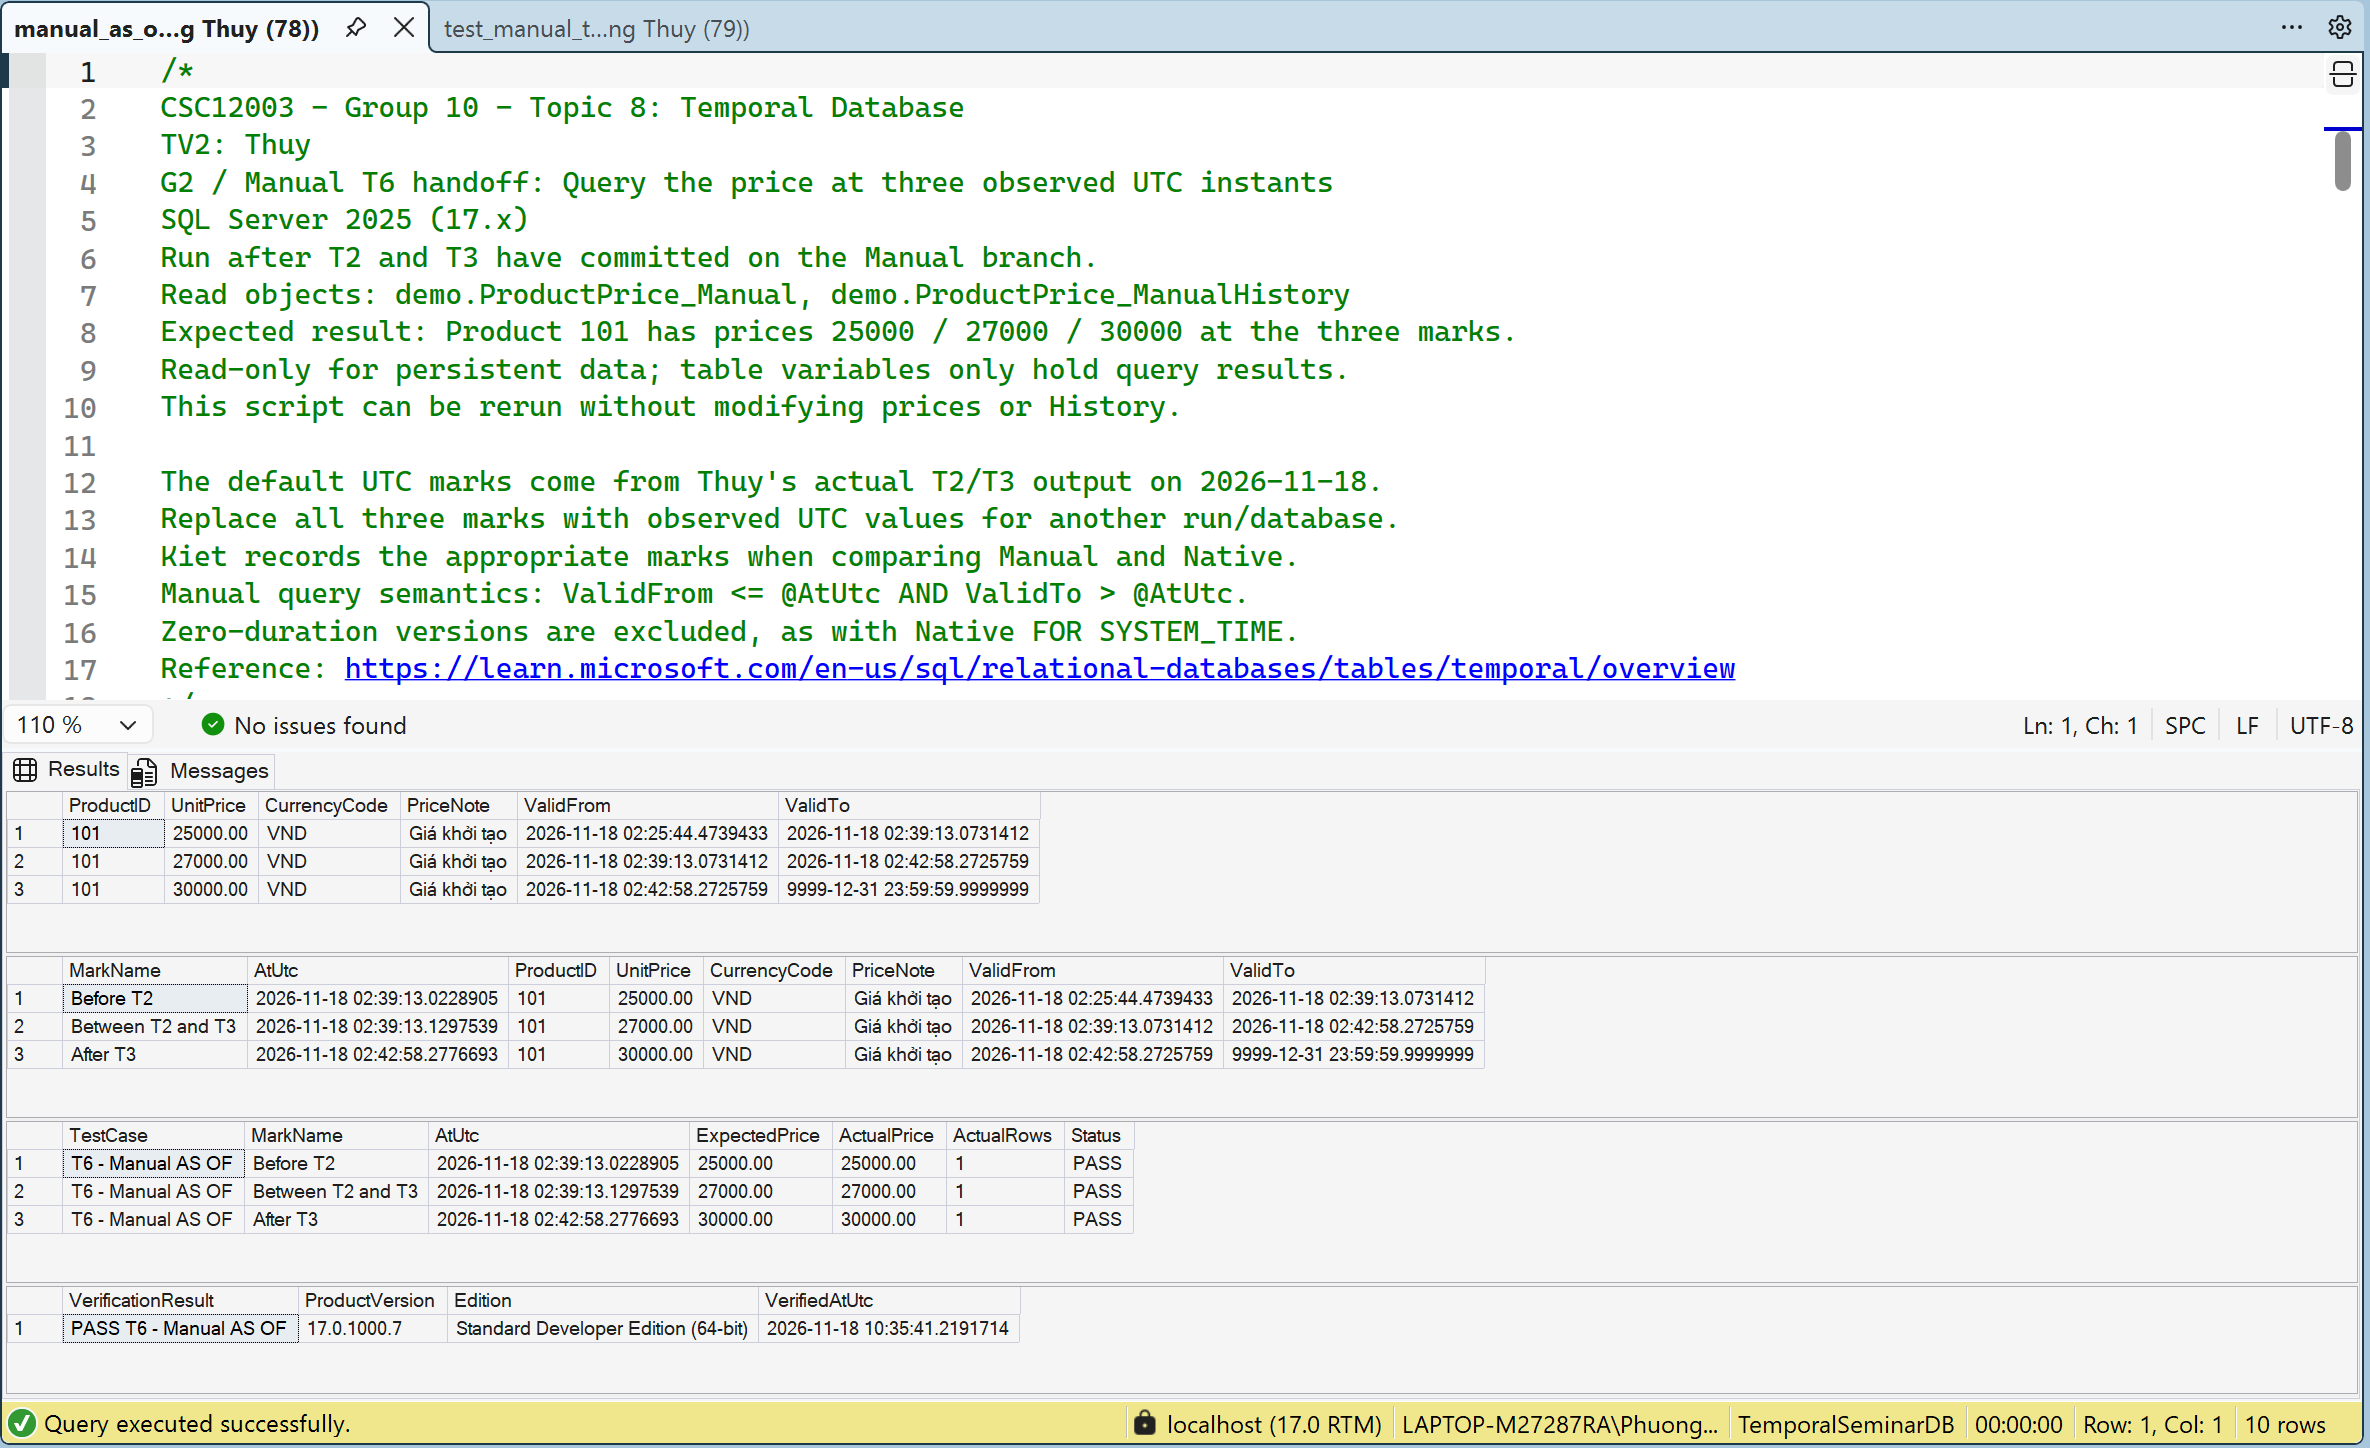 manual_as_o...g Thuy (78))
test_manual_t...ng Thuy (79))
1 /*
2 CSC12003 - Group 10 - Topic 8: Temporal Database
3 TV2: Thuy
4 G2 / Manual T6 handoff: Query the price at three observed UTC instants
5 SQL Server 2025 (17.x)
6 Run after T2 and T3 have committed on the Manual branch.
7 Read objects: demo.ProductPrice_Manual, demo.ProductPrice_ManualHistory
8 Expected result: Product 101 has prices 25000 / 27000 / 30000 at the three marks.
9 Read-only for persistent data; table variables only hold query results.
10 This script can be rerun without modifying prices or History.
11
12 The default UTC marks come from Thuy's actual T2/T3 output on 2026-11-18.
13 Replace all three marks with observed UTC values for another run/database.
14 Kiet records the appropriate marks when comparing Manual and Native.
15 Manual query semantics: ValidFrom <= @AtUtc AND ValidTo > @AtUtc.
16 Zero-duration versions are excluded, as with Native FOR SYSTEM_TIME.
17 Reference: https://learn.microsoft.com/en-us/sql/relational-databases/tables/temporal/overview
110 % No issues found Ln: 1, Ch: 1 SPC LF UTF-8
Results Messages
ProductID UnitPrice CurrencyCode PriceNote ValidFrom ValidTo
1 101 25000.00 VND Giá khởi tạo 2026-11-18 02:25:44.4739433 2026-11-18 02:39:13.0731412
2 101 27000.00 VND Giá khởi tạo 2026-11-18 02:39:13.0731412 2026-11-18 02:42:58.2725759
3 101 30000.00 VND Giá khởi tạo 2026-11-18 02:42:58.2725759 9999-12-31 23:59:59.9999999
MarkName AtUtc ProductID UnitPrice CurrencyCode PriceNote ValidFrom ValidTo
1 Before T2 2026-11-18 02:39:13.0228905 101 25000.00 VND Giá khởi tạo 2026-11-18 02:25:44.4739433 2026-11-18 02:39:13.0731412
2 Between T2 and T3 2026-11-18 02:39:13.1297539 101 27000.00 VND Giá khởi tạo 2026-11-18 02:39:13.0731412 2026-11-18 02:42:58.2725759
3 After T3 2026-11-18 02:42:58.2776693 101 30000.00 VND Giá khởi tạo 2026-11-18 02:42:58.2725759 9999-12-31 23:59:59.9999999
TestCase MarkName AtUtc ExpectedPrice ActualPrice ActualRows Status
1 T6 - Manual AS OF Before T2 2026-11-18 02:39:13.0228905 25000.00 25000.00 1 PASS
2 T6 - Manual AS OF Between T2 and T3 2026-11-18 02:39:13.1297539 27000.00 27000.00 1 PASS
3 T6 - Manual AS OF After T3 2026-11-18 02:42:58.2776693 30000.00 30000.00 1 PASS
VerificationResult ProductVersion Edition VerifiedAtUtc
1 PASS T6 - Manual AS OF 17.0.1000.7 Standard Developer Edition (64-bit) 2026-11-18 10:35:41.2191714
Query executed successfully. localhost (17.0 RTM) LAPTOP-M27287RA\Phuong... TemporalSeminarDB 00:00:00 Row: 1, Col: 1 10 rows